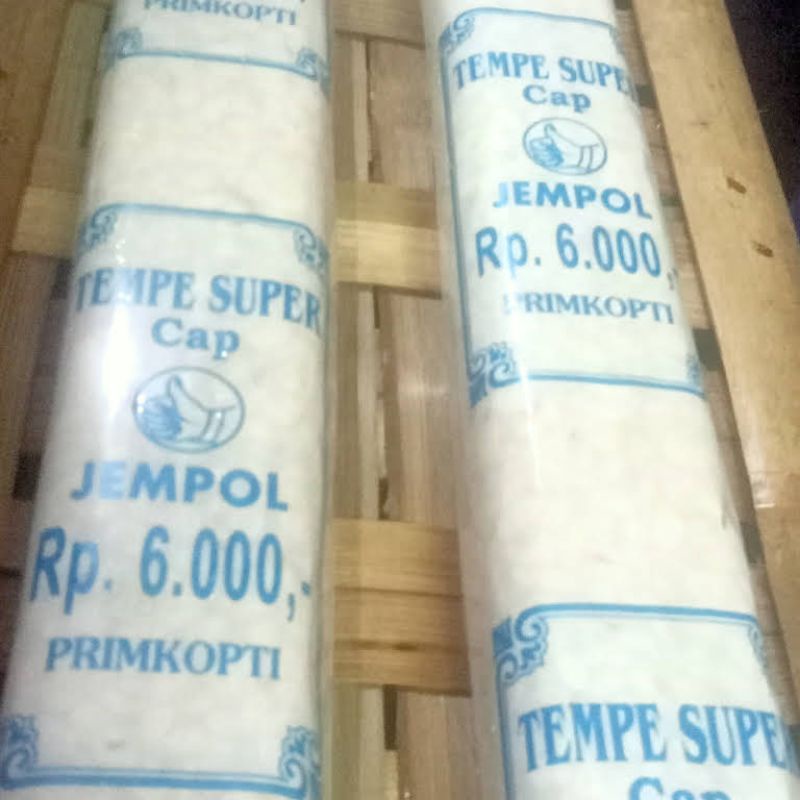 PRIMKOPTI
TEMPE SUPER
Cap
JEMPOL
Rp. 6.000,-
PRIMKOPTI
TEMPE SUPER
Cap
JEMPOL
Rp. 6.000,-
PRIMKOPTI
TEMPE SUPER
Cap